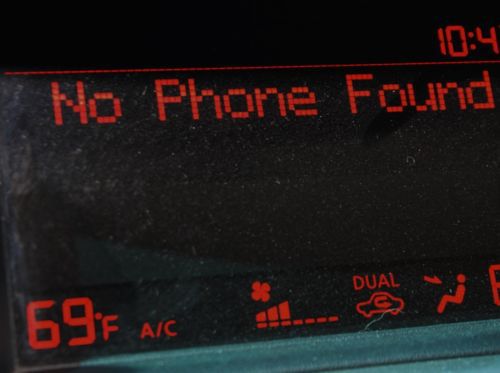 10:4
No Phone Found
DUAL
69°F A/C